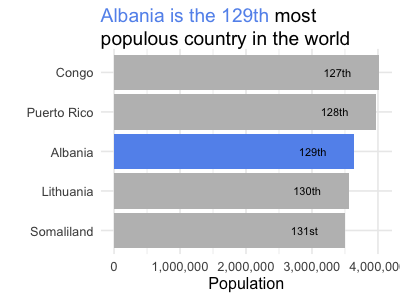 Albania is the 129th most
populous country in the world
Congo 127th
Puerto Rico 128th
Albania 129th
Lithuania 130th
Somaliland 131st
0 1,000,000 2,000,000 3,000,000 4,000,00
Population